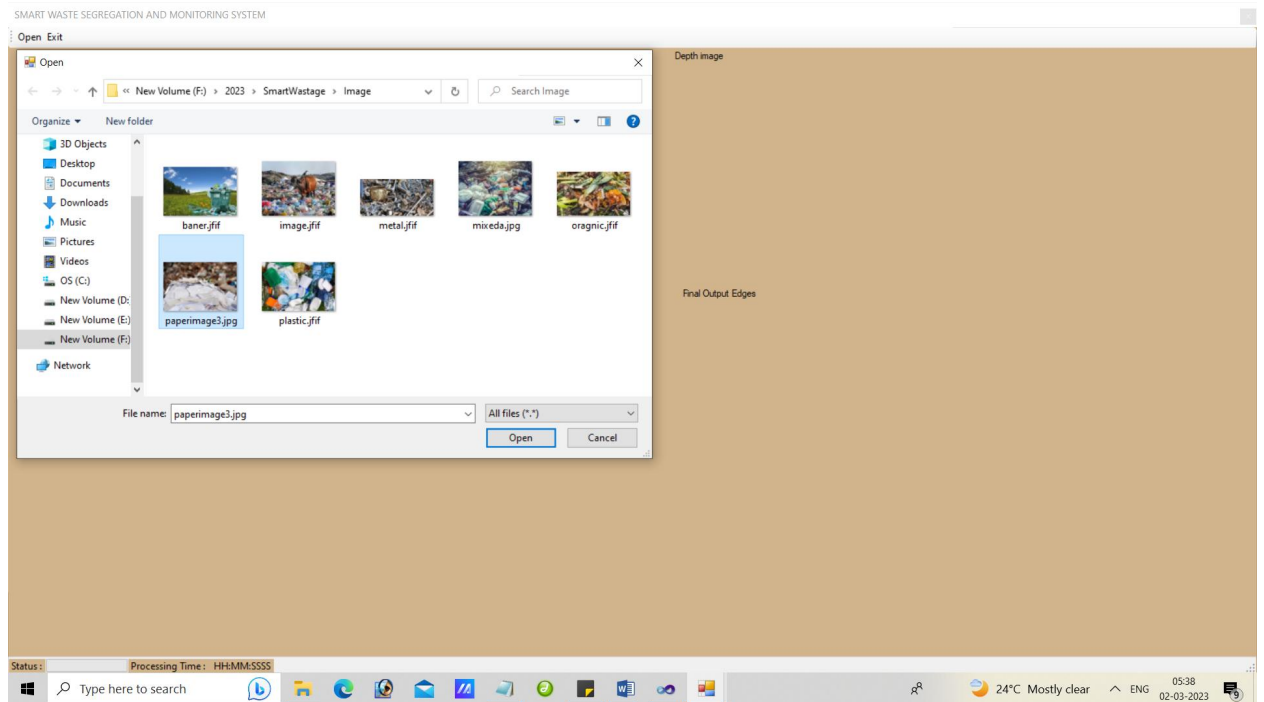 SMART WASTE SEGREGATION AND MONITORING SYSTEM
Open Exit
Open
Depth image
« New Volume (F:) › 2023 › SmartWastage › Image
Search Image
Organize
New folder
3D Objects
Desktop
Documents
Downloads
Music
Pictures
Videos
OS (C:)
New Volume (D:
New Volume (E:)
New Volume (F:)
Network
baner.jfif
image.jfif
metal.jfif
mixeda.jpg
oragnic.jfif
paperimage3.jpg
plastic.jfif
Final Output Edges
File name: paperimage3.jpg
All files (*.*)
Open
Cancel
Status :
Processing Time : HH:MM:SSSS
Type here to search
24°C Mostly clear
ENG
05:38
02-03-2023
9